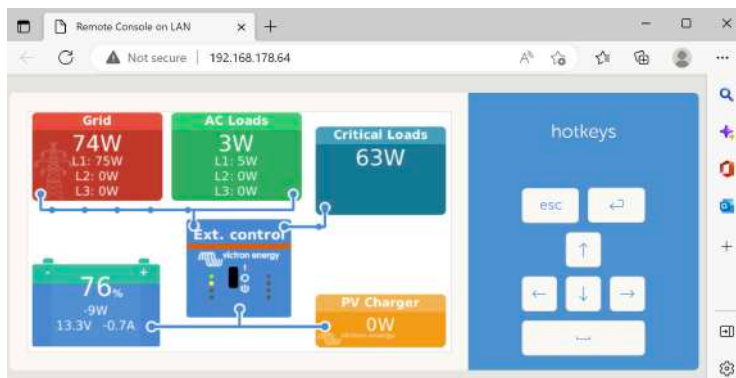 Remote Console on LAN
Not secure 192.168.178.64
Grid
74W
L1: 75W
L2: 0W
L3: 0W
AC Loads
3W
L1: 5W
L2: 0W
L3: 0W
Critical Loads
63W
Ext. control
victron energy
76%
-9W
13.3V -0.7A
PV Charger
0W
victron energy
hotkeys
esc